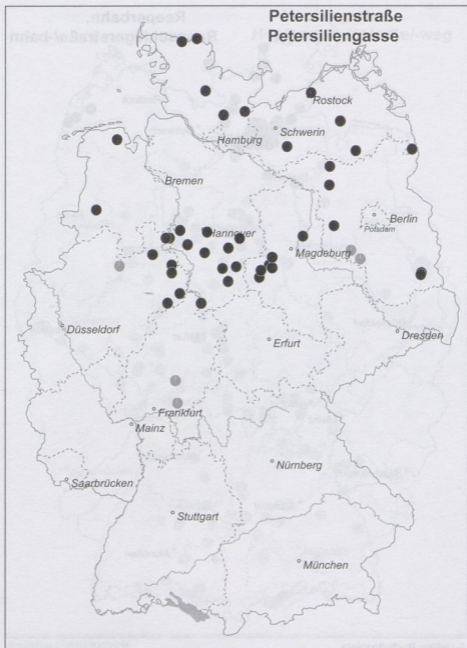 Petersilienstraße
Petersiliengasse
Rostock
Schwerin
Hamburg
Bremen
Berlin
Potsdam
Hannover
Magdeburg
Düsseldorf
Erfurt
Dresden
Frankfurt
Mainz
Nürnberg
Saarbrücken
Stuttgart
München